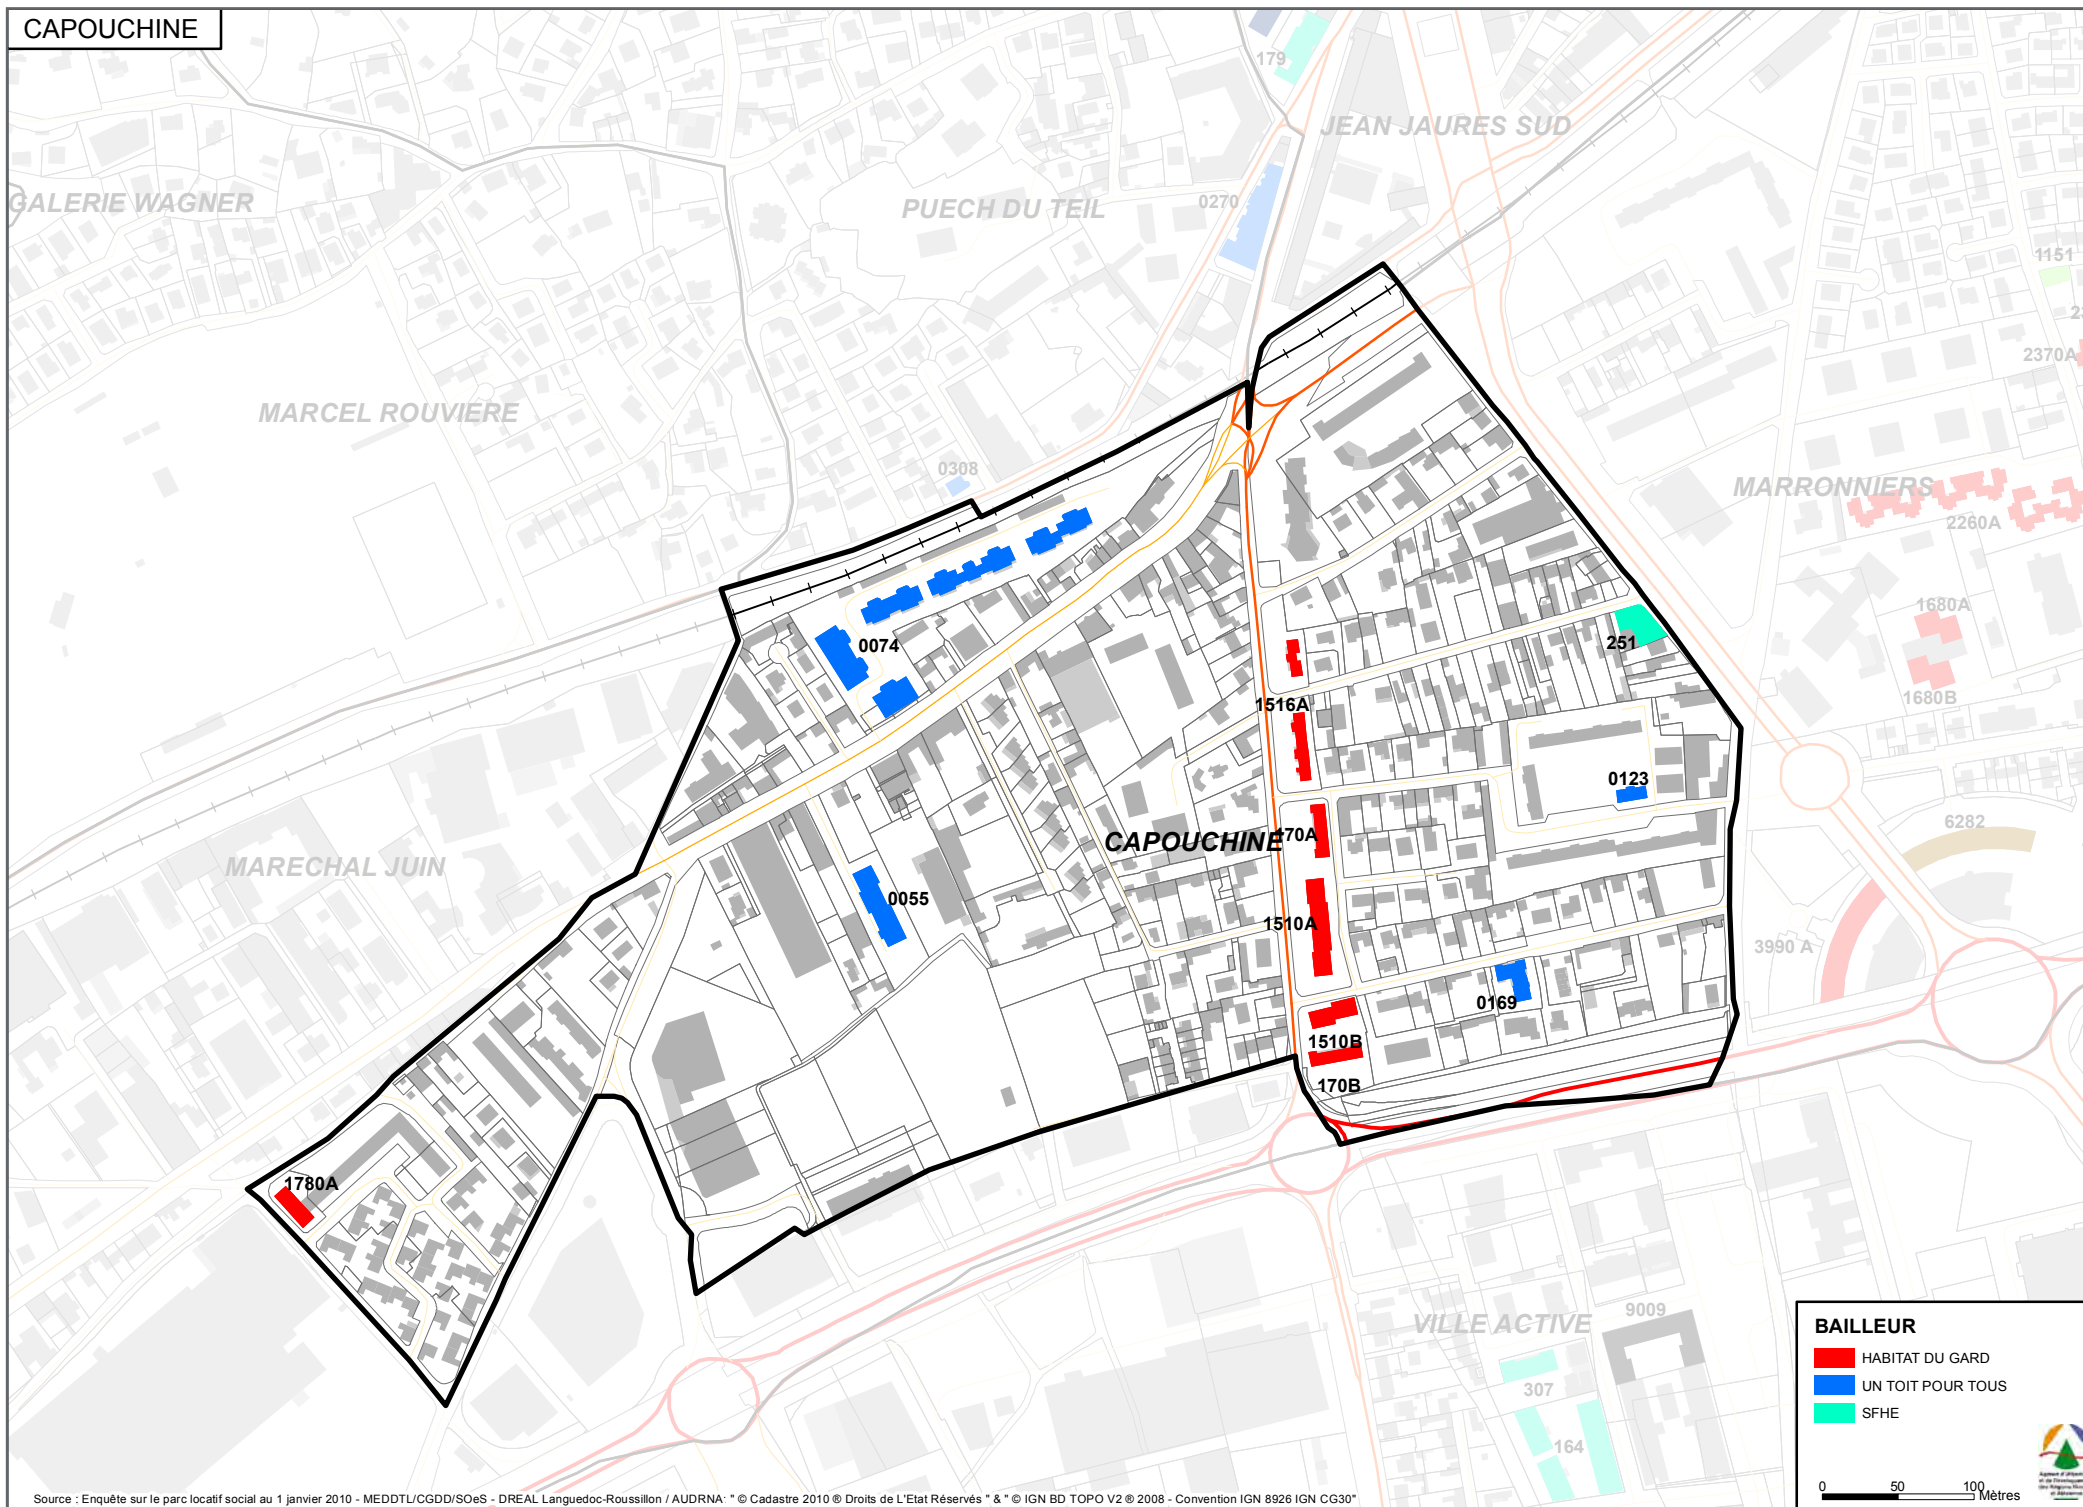 CAPOUCHINE
179
JEAN JAURES SUD
GALERIE WAGNER
PUECH DU TEIL
0270
1151
2370A
MARCEL ROUVIERE
0308
MARRONNIERS
2260A
1680A
0074
251
1680B
1516A
0123
170A
CAPOUCHINE
6282
MARECHAL JUIN
0055
1510A
3990 A
0169
1510B
170B
1780A
9009
VILLE ACTIVE
307
164
BAILLEUR
HABITAT DU GARD
UN TOIT POUR TOUS
SFHE
0 50 100
Mètres
Source : Enquête sur le parc locatif social au 1 janvier 2010 - MEDDTL/CGDD/SOeS - DREAL Languedoc-Roussillon / AUDRNA: " © Cadastre 2010 ® Droits de L'Etat Réservés " & " © IGN BD TOPO V2 ® 2008 - Convention IGN 8926 IGN CG30"